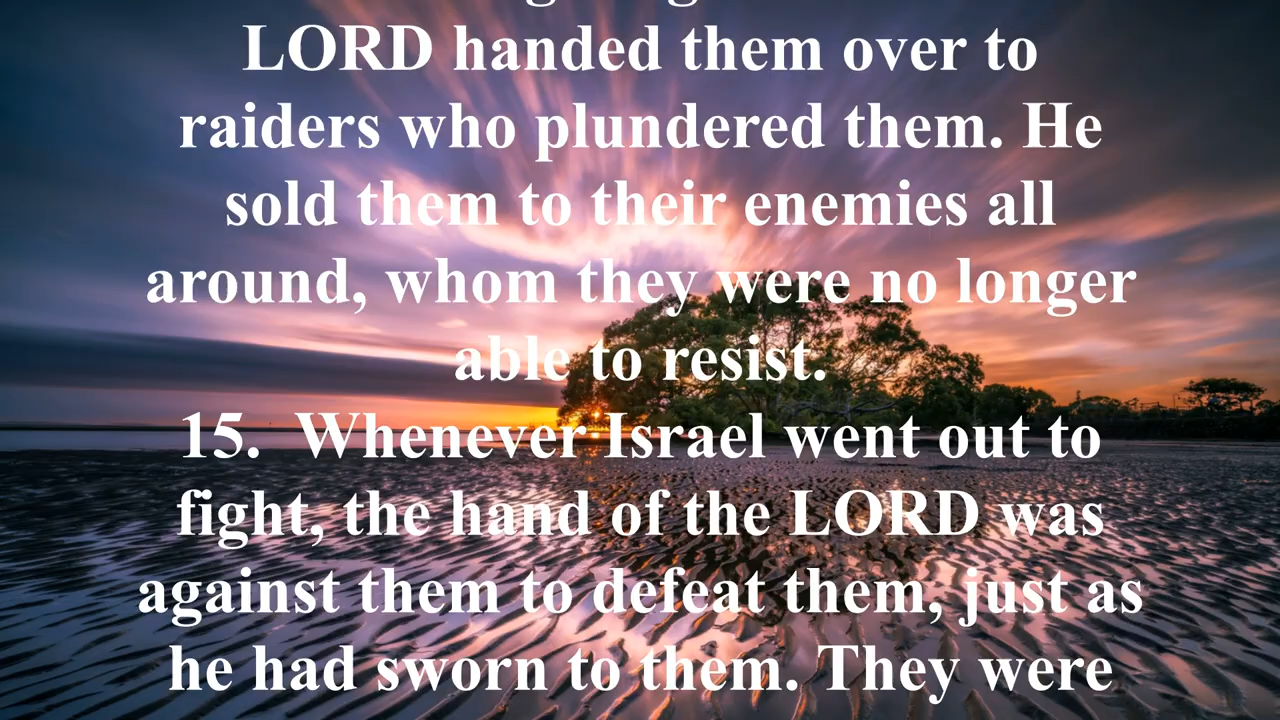 LORD handed them over to
raiders who plundered them. He
sold them to their enemies all
around, whom they were no longer
able to resist.
15.  Whenever Israel went out to
fight, the hand of the LORD was
against them to defeat them, just as
he had sworn to them. They were